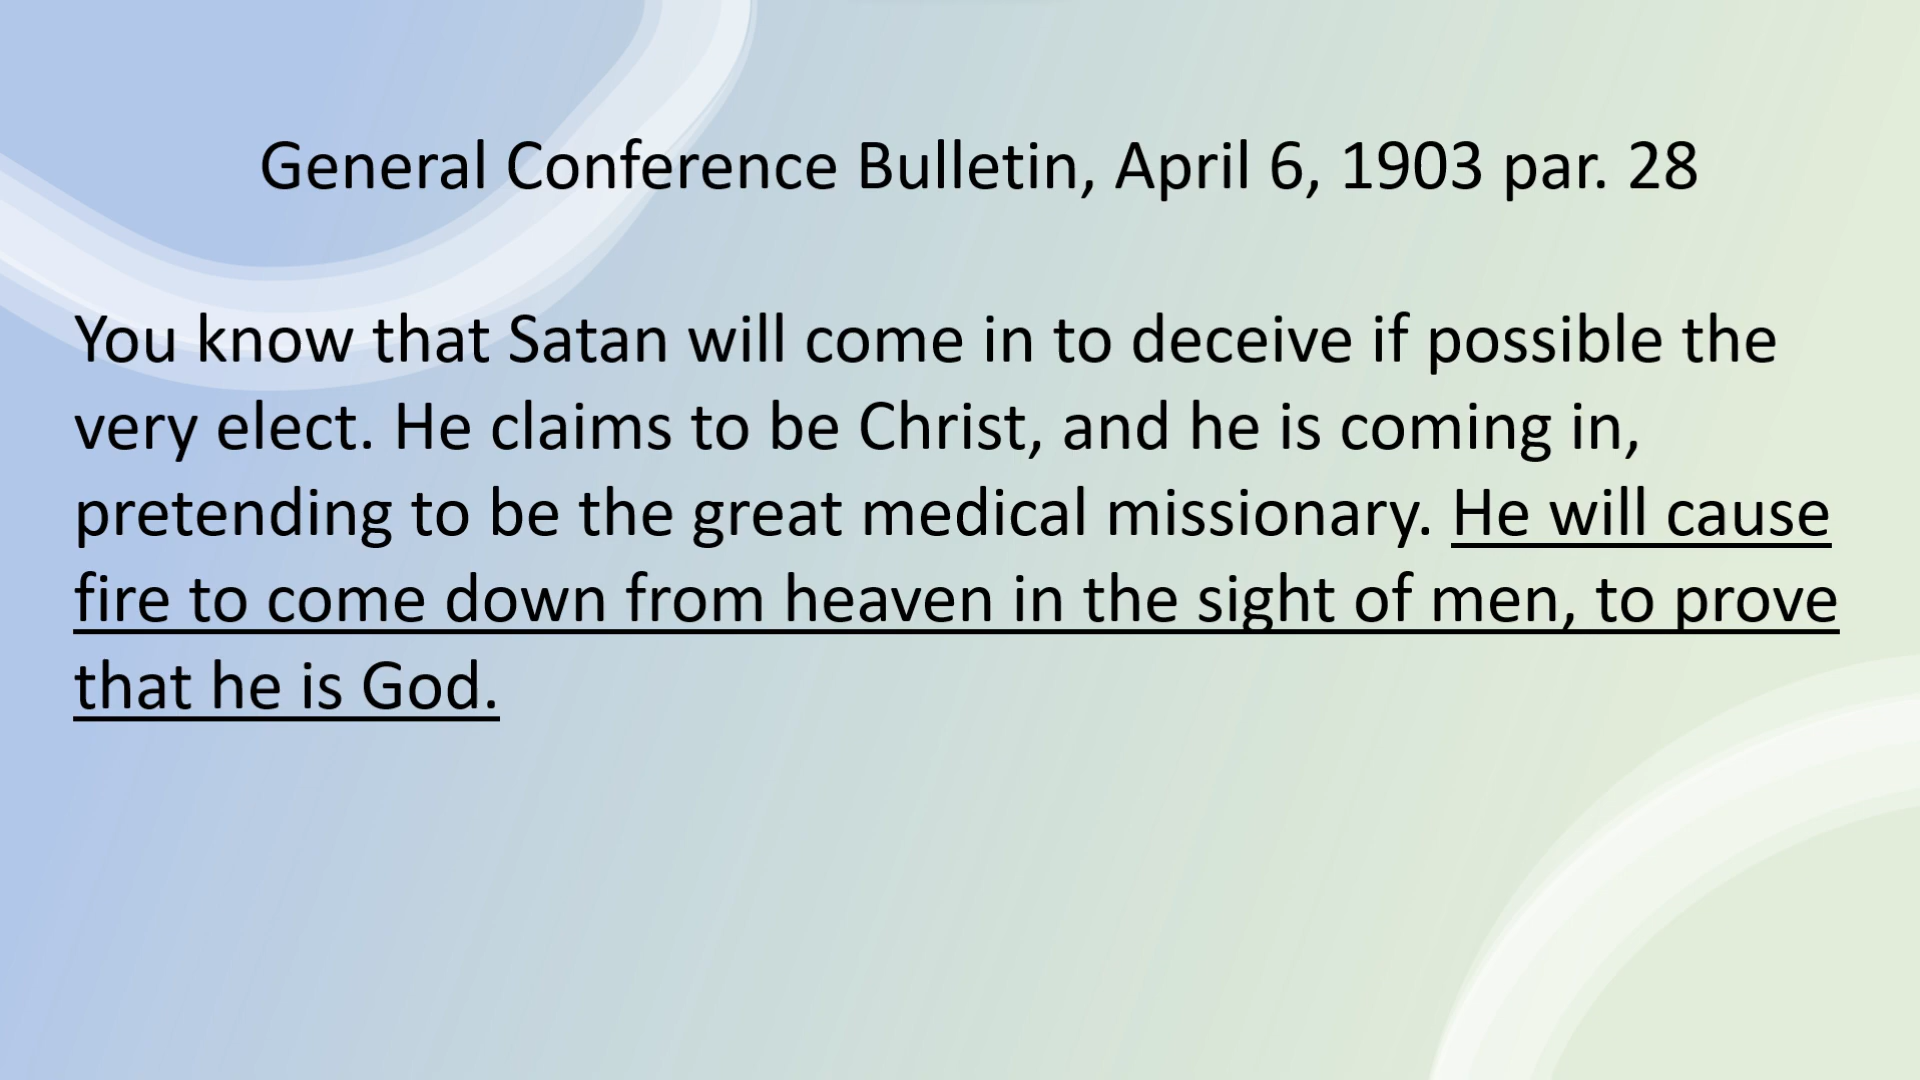 General Conference Bulletin, April 6, 1903 par. 28
You know that Satan will come in to deceive if possible the
very elect. He claims to be Christ, and he is coming in,
pretending to be the great medical missionary. He will cause
fire to come down from heaven in the sight of men, to prove
that he is God.